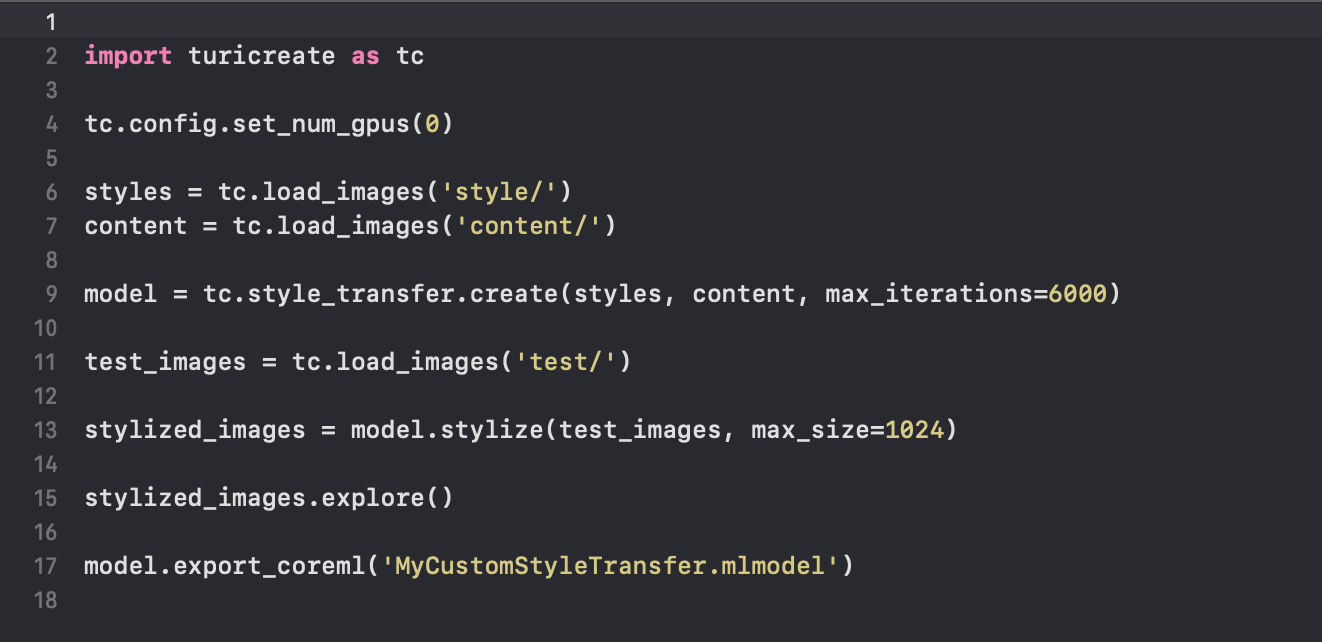 1
2 import turicreate as tc
3
4 tc.config.set_num_gpus(0)
5
6 styles = tc.load_images('style/')
7 content = tc.load_images('content/')
8
9 model = tc.style_transfer.create(styles, content, max_iterations=6000)
10
11 test_images = tc.load_images('test/')
12
13 stylized_images = model.stylize(test_images, max_size=1024)
14
15 stylized_images.explore()
16
17 model.export_coreml('MyCustomStyleTransfer.mlmodel')
18